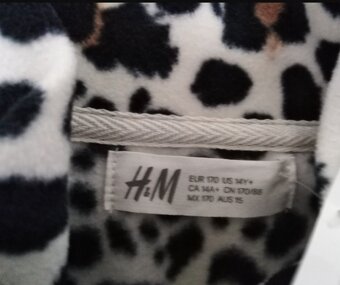 H&M
EUR 170 US 14Y+
CA 14A+ CN 170/88
MX 170 AUS 15